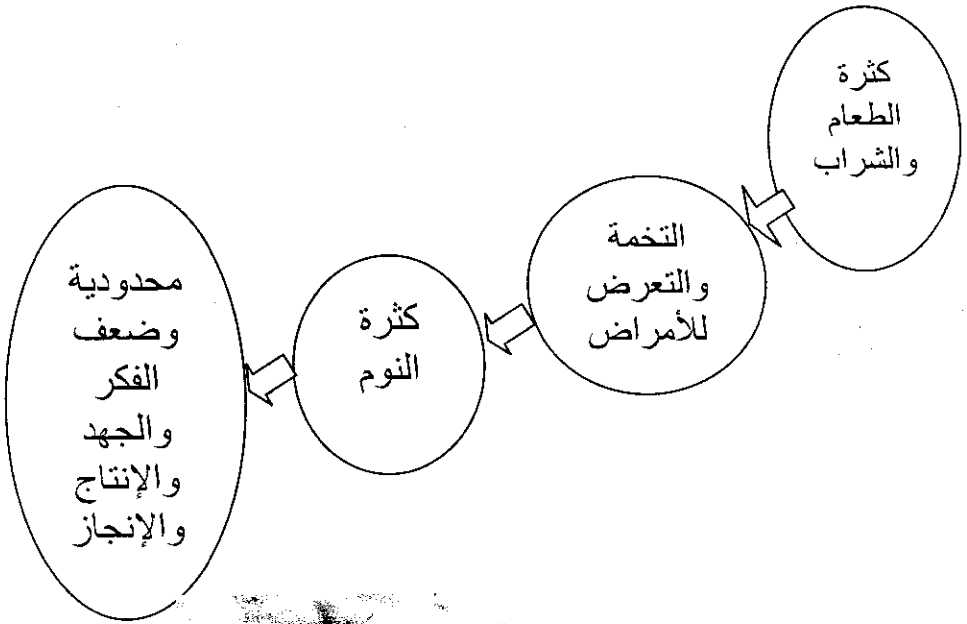 كثرة
الطعام
والشراب
التخمة
والتعرض
للأمراض
كثرة
النوم
محدودية
وضعف
الفكر
والجهد
والإنتاج
والإنجاز